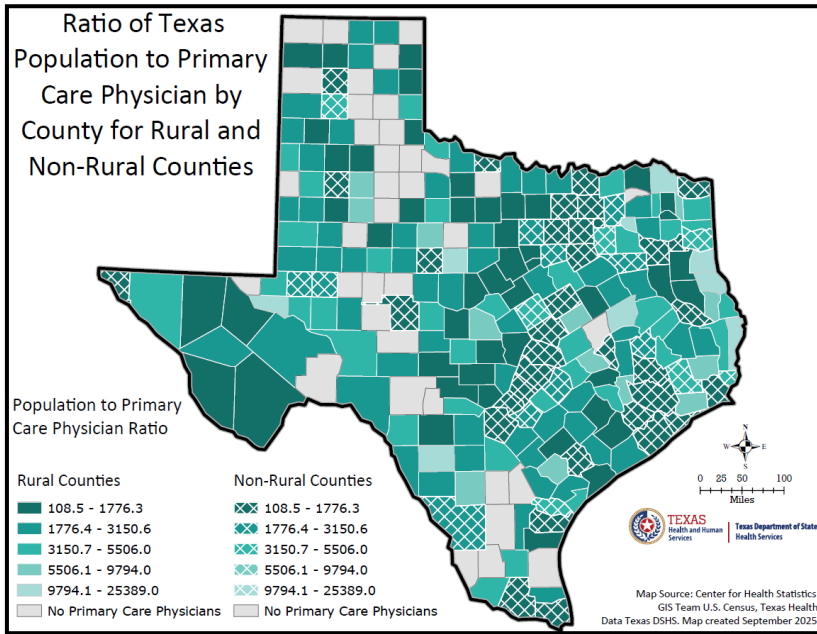 Ratio of Texas
Population to Primary
Care Physician by
County for Rural and
Non-Rural Counties
Population to Primary
Care Physician Ratio
Rural Counties
108.5 - 1776.3
1776.4 - 3150.6
3150.7 - 5506.0
5506.1 - 9794.0
9794.1 - 25389.0
No Primary Care Physicians
Non-Rural Counties
108.5 - 1776.3
1776.4 - 3150.6
3150.7 - 5506.0
5506.1 - 9794.0
9794.1 - 25389.0
No Primary Care Physicians
N
W E
S
0 25 50 100
Miles
TEXAS
Health and Human
Services
Texas Department of State
Health Services
Map Source: Center for Health Statistics
GIS Team U.S. Census, Texas Health
Data Texas DSHS. Map created September 2025